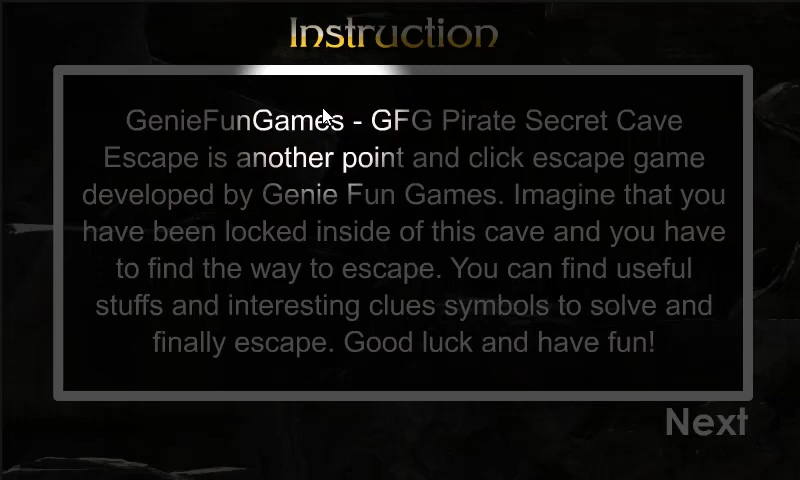 Instruction
GenieFunGames - GFG Pirate Secret Cave
Escape is another point and click escape game
developed by Genie Fun Games. Imagine that you
have been locked inside of this cave and you have
to find the way to escape. You can find useful
stuffs and interesting clues symbols to solve and
finally escape. Good luck and have fun!
Next